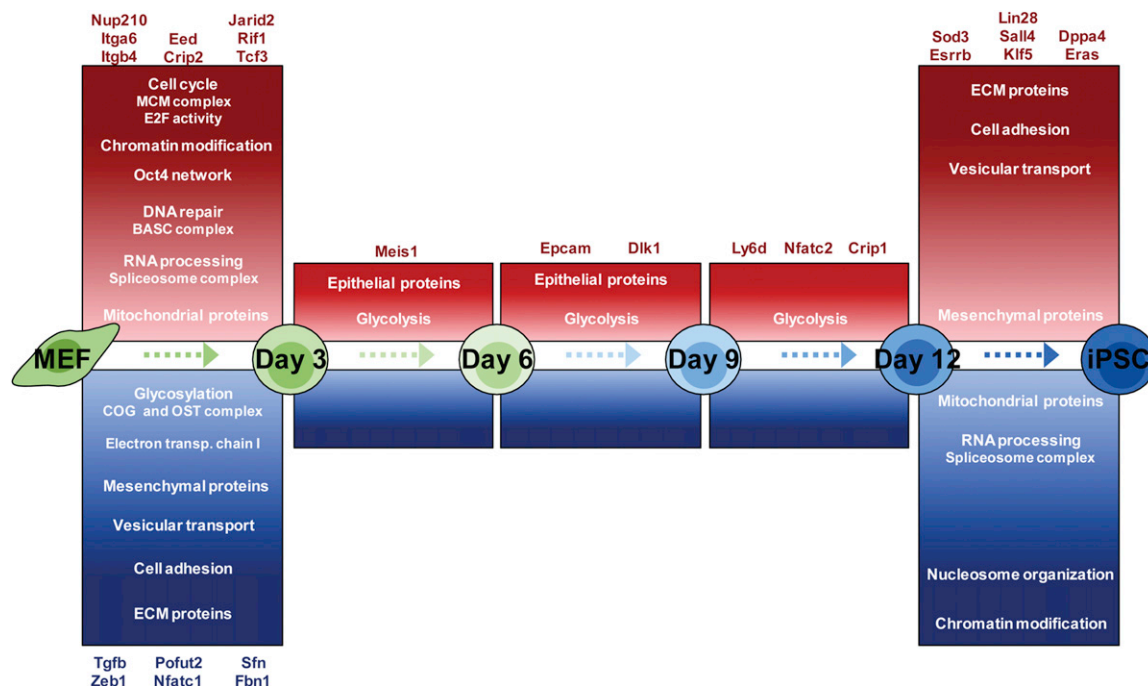 Nup210
Itga6
Itgb4
Eed
Crip2
Jarid2
Rif1
Tcf3
Cell cycle
MCM complex
E2F activity
Chromatin modification
Oct4 network
DNA repair
BASC complex
RNA processing
Spliceosome complex
Mitochondrial proteins
Meis1
Epithelial proteins
Glycolysis
Epcam
Dlk1
Epithelial proteins
Glycolysis
Ly6d
Nfatc2
Crip1
Glycolysis
Sod3
Esrrb
Lin28
Sall4
Klf5
Dppa4
Eras
ECM proteins
Cell adhesion
Vesicular transport
Mesenchymal proteins
MEF
Day 3
Day 6
Day 9
Day 12
iPSC
Glycosylation
COG and OST complex
Electron transp. chain I
Mesenchymal proteins
Vesicular transport
Cell adhesion
ECM proteins
Tgfb
Zeb1
Pofut2
Nfatc1
Sfn
Fbn1
Mitochondrial proteins
RNA processing
Spliceosome complex
Nucleosome organization
Chromatin modification